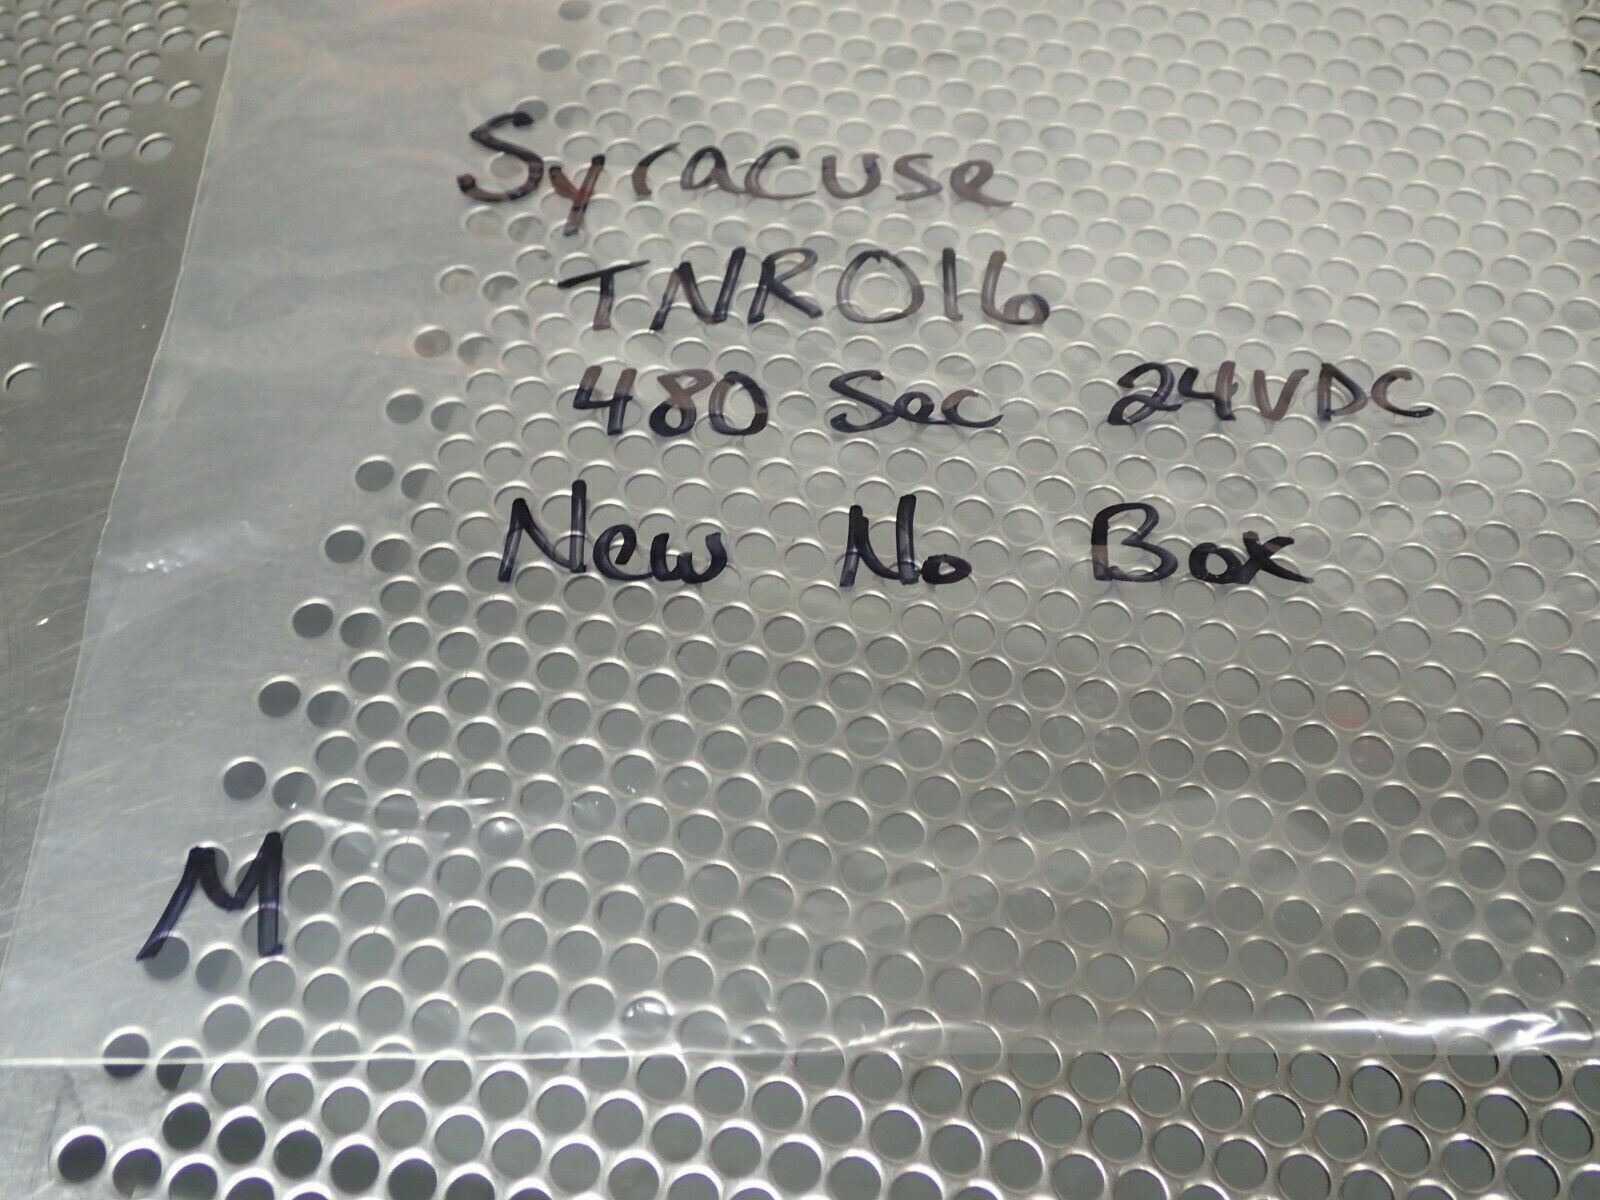 Syracuse
TNR016
480 Sec 24VDC
New No Box
M